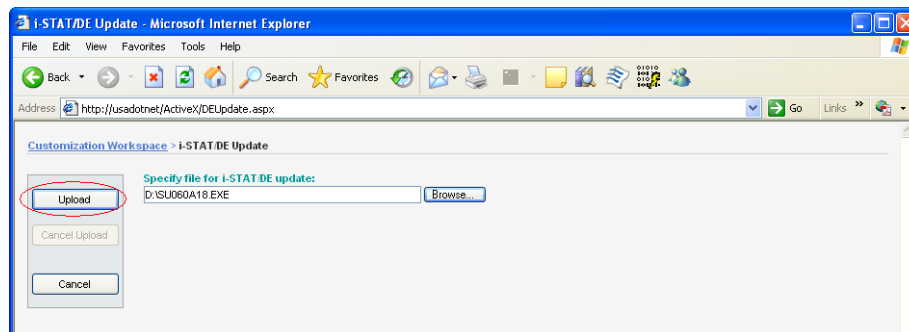 i-STAT/DE Update - Microsoft Internet Explorer
File Edit View Favorites Tools Help
Back Search Favorites
Address http://usadotnet/ActiveX/DEUpdate.aspx Go Links »
Customization Workspace > i-STAT/DE Update
Specify file for i-STAT/DE update:
Upload D:\SU060A18.EXE Browse...
Cancel Upload
Cancel